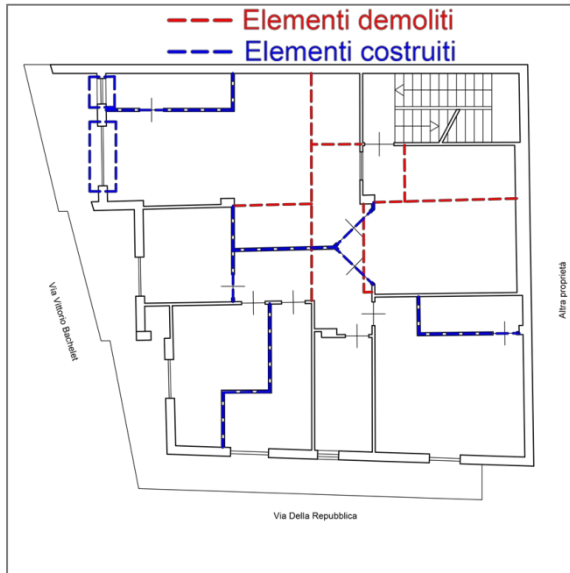 Elementi demoliti
Elementi costruiti
Via Vittorio Bachelet
Altra proprietà
Via Della Repubblica